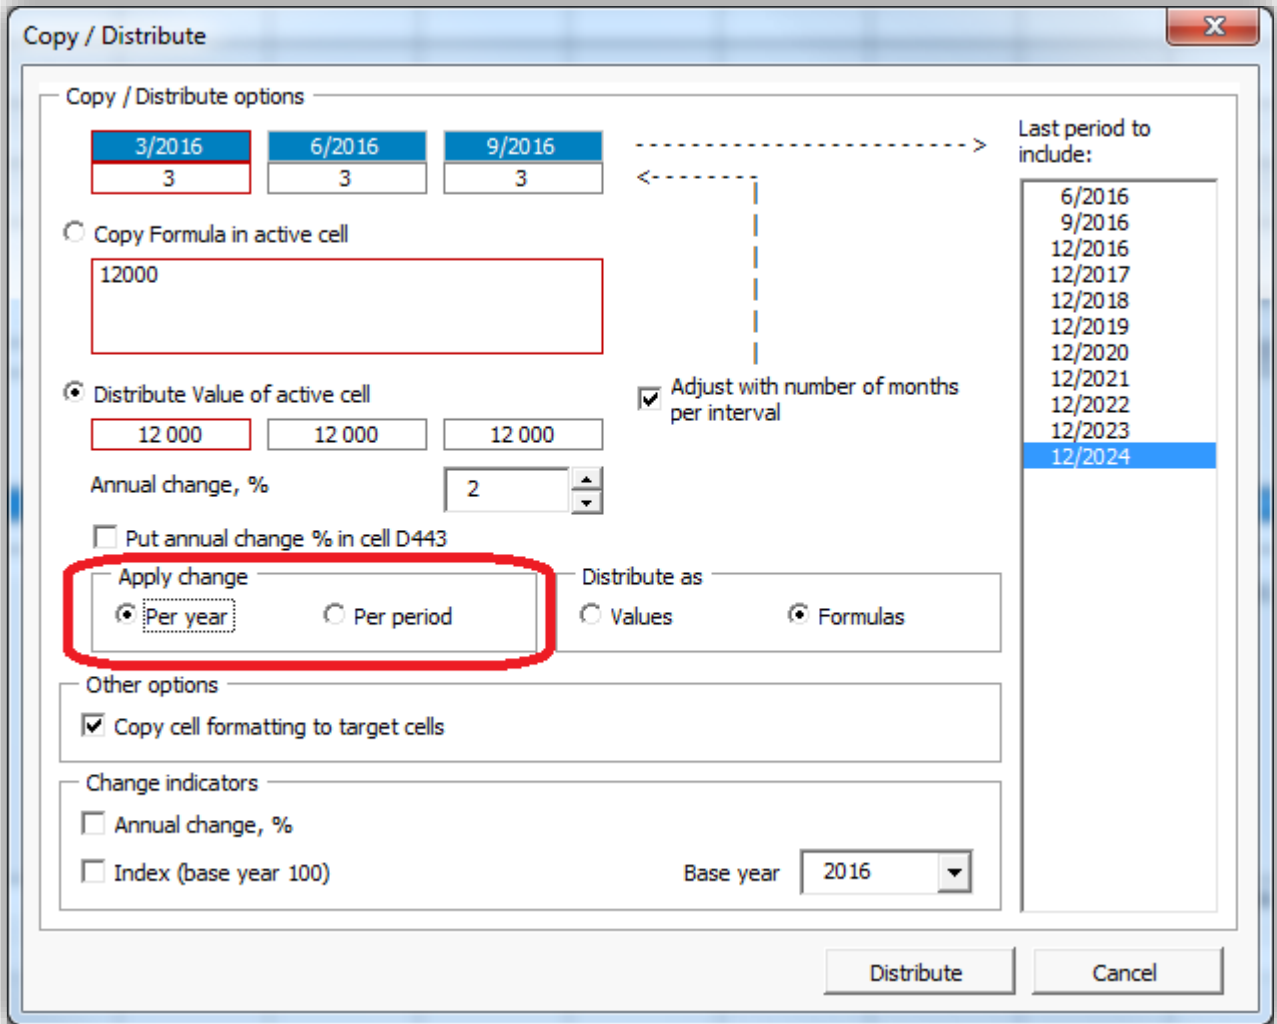 Copy / Distribute
X
Copy / Distribute options
3/2016 6/2016 9/2016
3 3 3
------------------------->
<--------
Last period to
include:
6/2016
9/2016
12/2016
12/2017
12/2018
12/2019
12/2020
12/2021
12/2022
12/2023
12/2024
Copy Formula in active cell
12000
Distribute Value of active cell
12 000 12 000 12 000
Adjust with number of months
per interval
Annual change, % 2
Put annual change % in cell D443
Apply change
Per year Per period
Distribute as
Values Formulas
Other options
Copy cell formatting to target cells
Change indicators
Annual change, %
Index (base year 100)
Base year 2016
Distribute Cancel